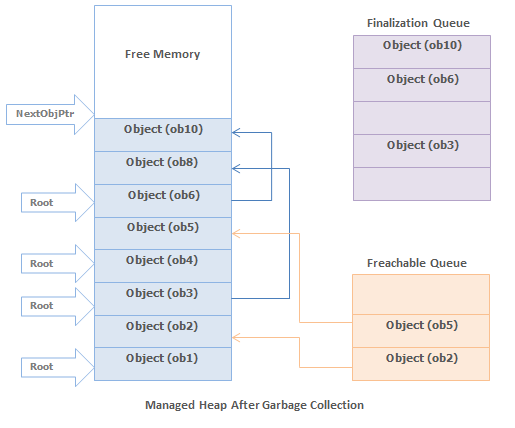 Finalization Queue
Object (ob10)
Object (ob6)
Object (ob3)
Free Memory
NextObjPtr
Object (ob10)
Object (ob8)
Root
Object (ob6)
Object (ob5)
Root
Object (ob4)
Root
Object (ob3)
Object (ob2)
Root
Object (ob1)
Freachable Queue
Object (ob5)
Object (ob2)
Managed Heap After Garbage Collection